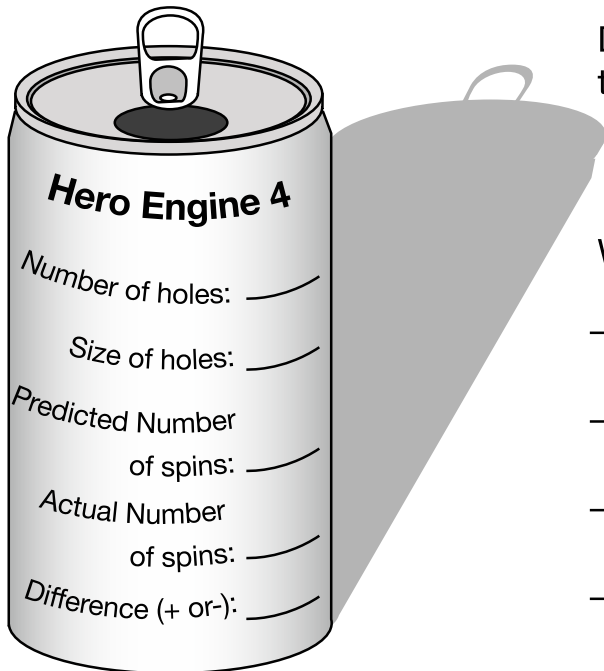 Hero Engine 4
Number of holes:
Size of holes:
Predicted Number
of spins:
Actual Number
of spins:
Difference (+ or-):